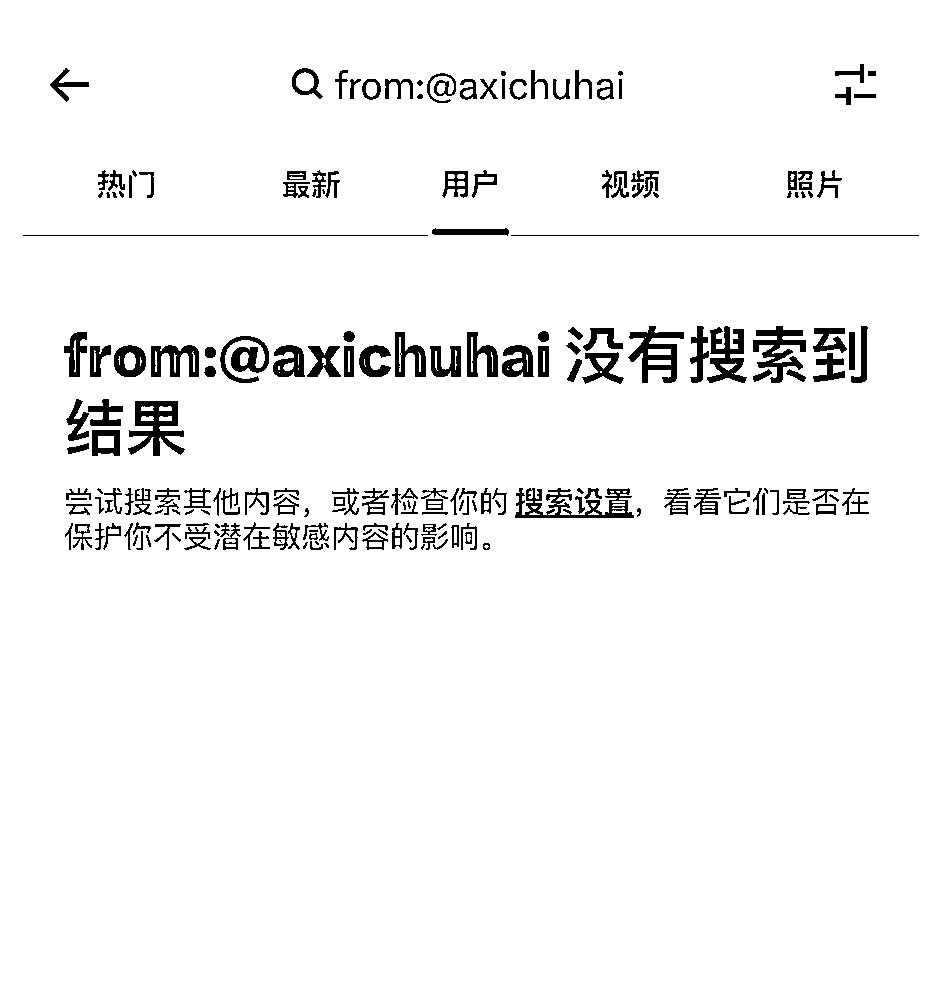 from:@axichuhai
热门 最新 用户 视频 照片
from:@axichuhai 没有搜索到
结果
尝试搜索其他内容，或者检查你的 搜索设置，看看它们是否在
保护你不受潜在敏感内容的影响。